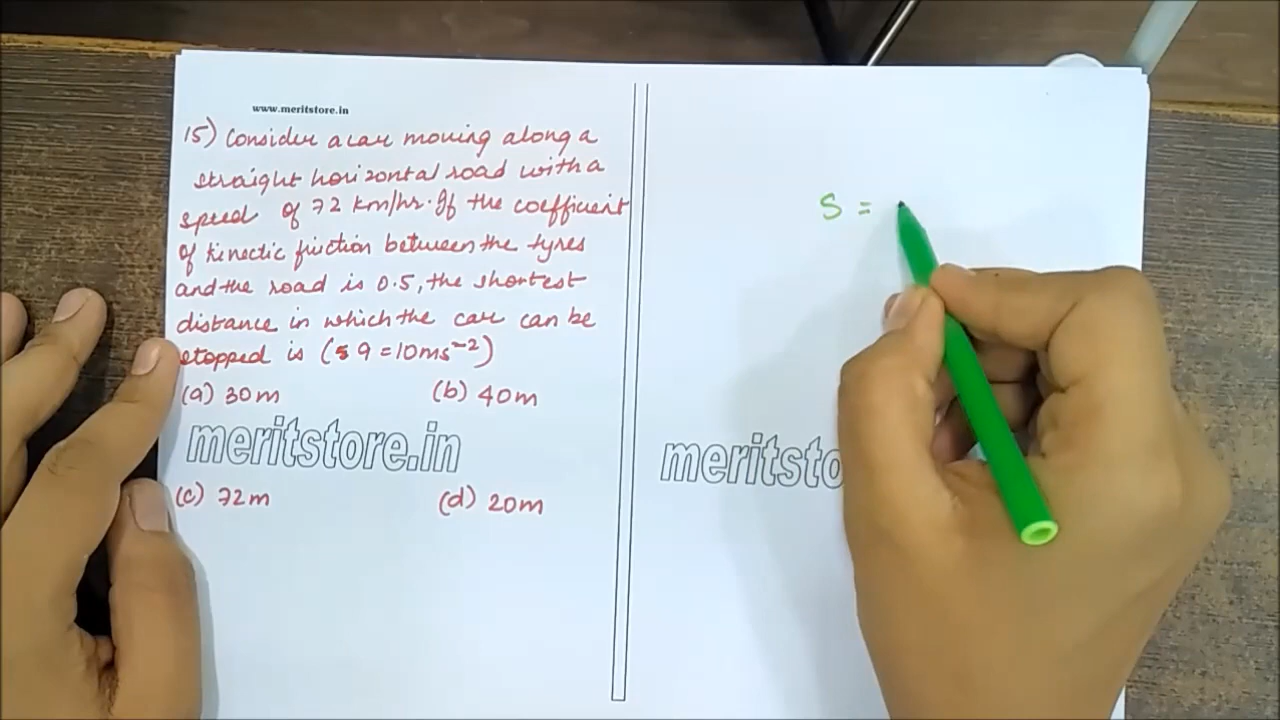 www.meritstore.in
15) Consider a car moving along a
straight horizontal road with a
speed of 72 km/hr. If the coefficient
of kinectic friction between the tyres
and the road is 0.5, the shortest
distance in which the car can be
stopped is (g = 10ms⁻²)
(a) 30m (b) 40m
meritstore.in
(c) 72m (d) 20m
S =
meritsto